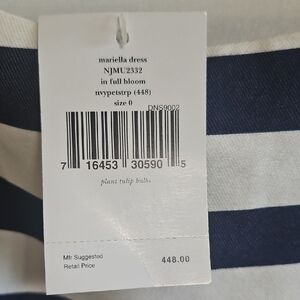 mariella dress
NJMU2332
in full bloom
nvypetstrp (448)
size 0
DNS9002
7 16453 30590 5
plant tulip bulbs
Mfr Suggested
Retail Price
448.00